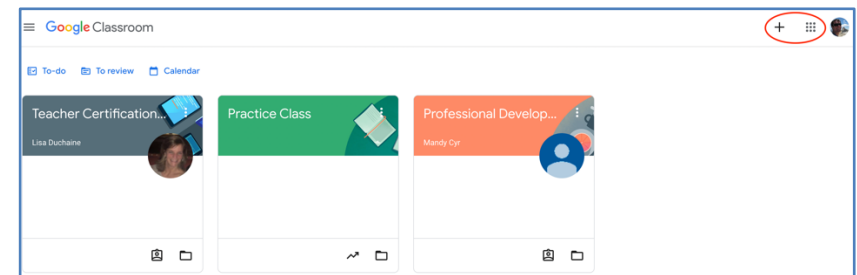 Google Classroom
To-do To review Calendar
Teacher Certification...
Lisa Duchaine
Practice Class
Professional Develop...
Mandy Cyr